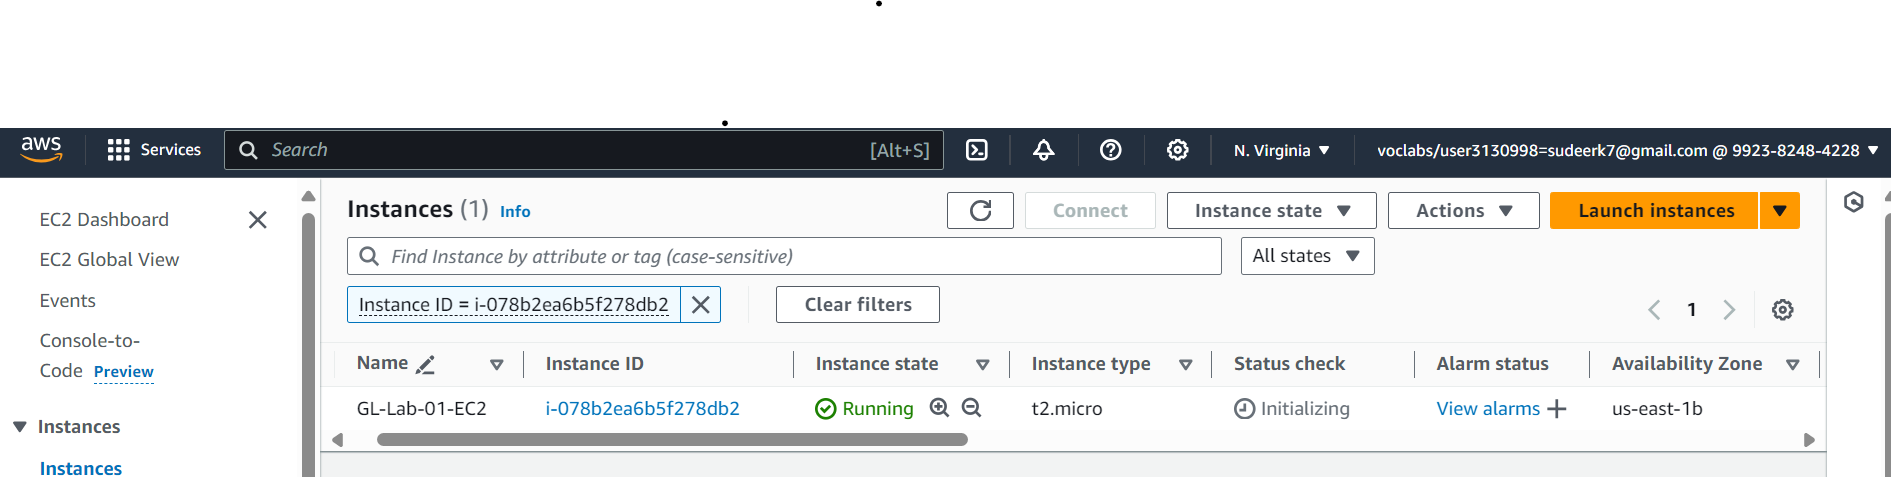 aws Services Search [Alt+S] N. Virginia voclabs/user3130998=sudeerk7@gmail.com @ 9923-8248-4228
EC2 Dashboard
EC2 Global View
Events
Console-to-
Code Preview
Instances
Instances
Instances (1) Info Connect Instance state Actions Launch instances
Find Instance by attribute or tag (case-sensitive) All states
Instance ID = i-078b2ea6b5f278db2 Clear filters 1
Name Instance ID Instance state Instance type Status check Alarm status Availability Zone
GL-Lab-01-EC2 i-078b2ea6b5f278db2 Running t2.micro Initializing View alarms + us-east-1b